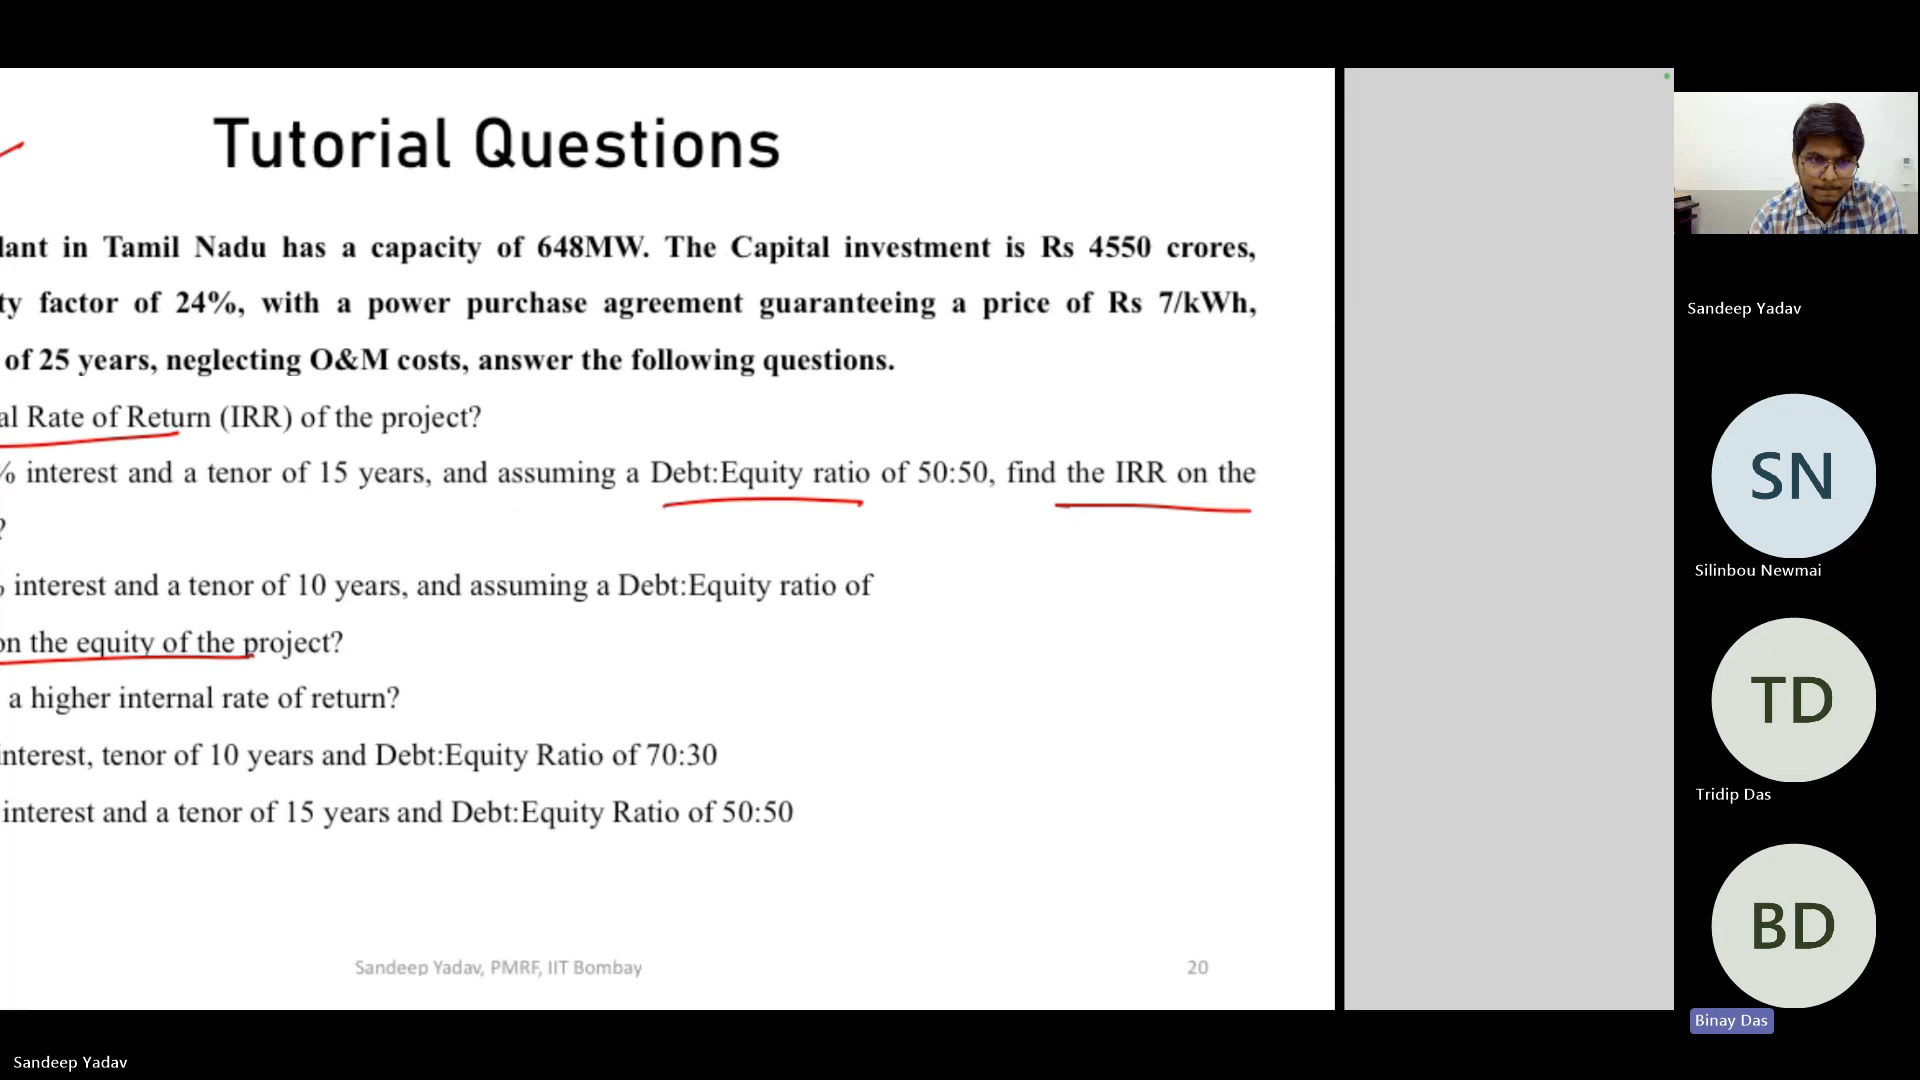 Tutorial Questions
lant in Tamil Nadu has a capacity of 648MW. The Capital investment is Rs 4550 crores,
ty factor of 24%, with a power purchase agreement guaranteeing a price of Rs 7/kWh,
of 25 years, neglecting O&M costs, answer the following questions.
al Rate of Return (IRR) of the project?
% interest and a tenor of 15 years, and assuming a Debt:Equity ratio of 50:50, find the IRR on the
?
interest and a tenor of 10 years, and assuming a Debt:Equity ratio of
on the equity of the project?
a higher internal rate of return?
interest, tenor of 10 years and Debt:Equity Ratio of 70:30
interest and a tenor of 15 years and Debt:Equity Ratio of 50:50
Sandeep Yadav, PMRF, IIT Bombay
20
Sandeep Yadav
Sandeep Yadav
SN
Silinbou Newmai
TD
Tridip Das
BD
Binay Das